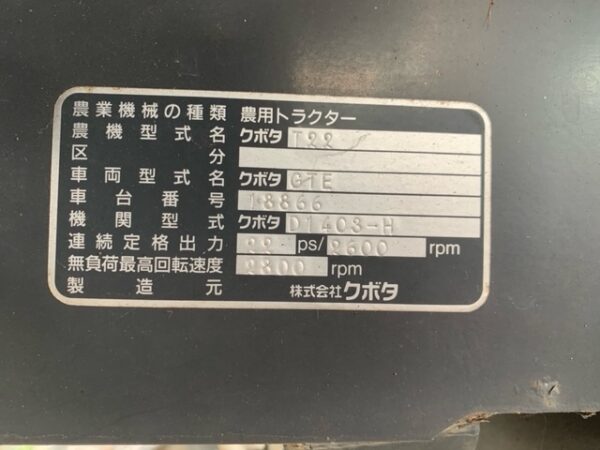 農業機械の種類 農用トラクター
農機型式名 クボタ T22
区分
車両型式名 クボタ GTE
車台番号 18866
機関型式 クボタ D1403-H
連続定格出力 22 ps/2600 rpm
無負荷最高回転速度 2800 rpm
製造元 株式会社クボタ